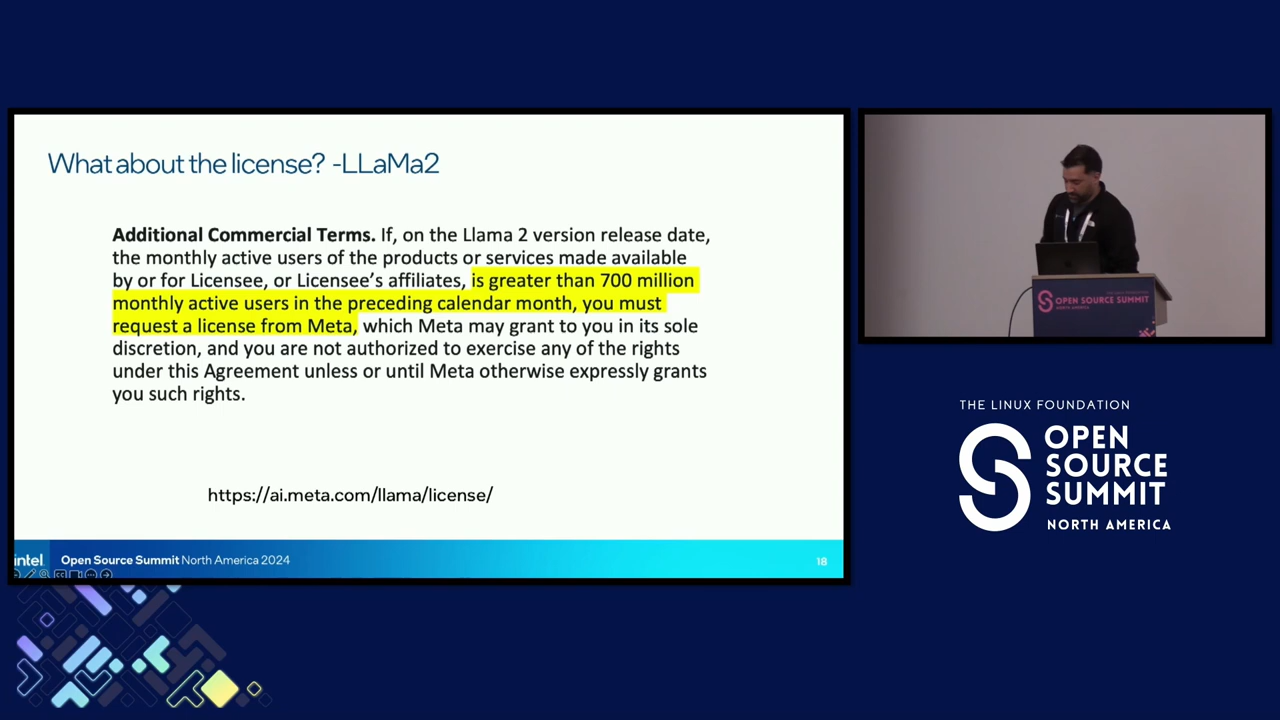 What about the license? -LLaMa2
Additional Commercial Terms. If, on the Llama 2 version release date,
the monthly active users of the products or services made available
by or for Licensee, or Licensee's affiliates, is greater than 700 million
monthly active users in the preceding calendar month, you must
request a license from Meta, which Meta may grant to you in its sole
discretion, and you are not authorized to exercise any of the rights
under this Agreement unless or until Meta otherwise expressly grants
you such rights.
https://ai.meta.com/llama/license/
intel
Open Source Summit North America 2024
18
OPEN SOURCE SUMMIT
THE LINUX FOUNDATION
OPEN
SOURCE
SUMMIT
NORTH AMERICA